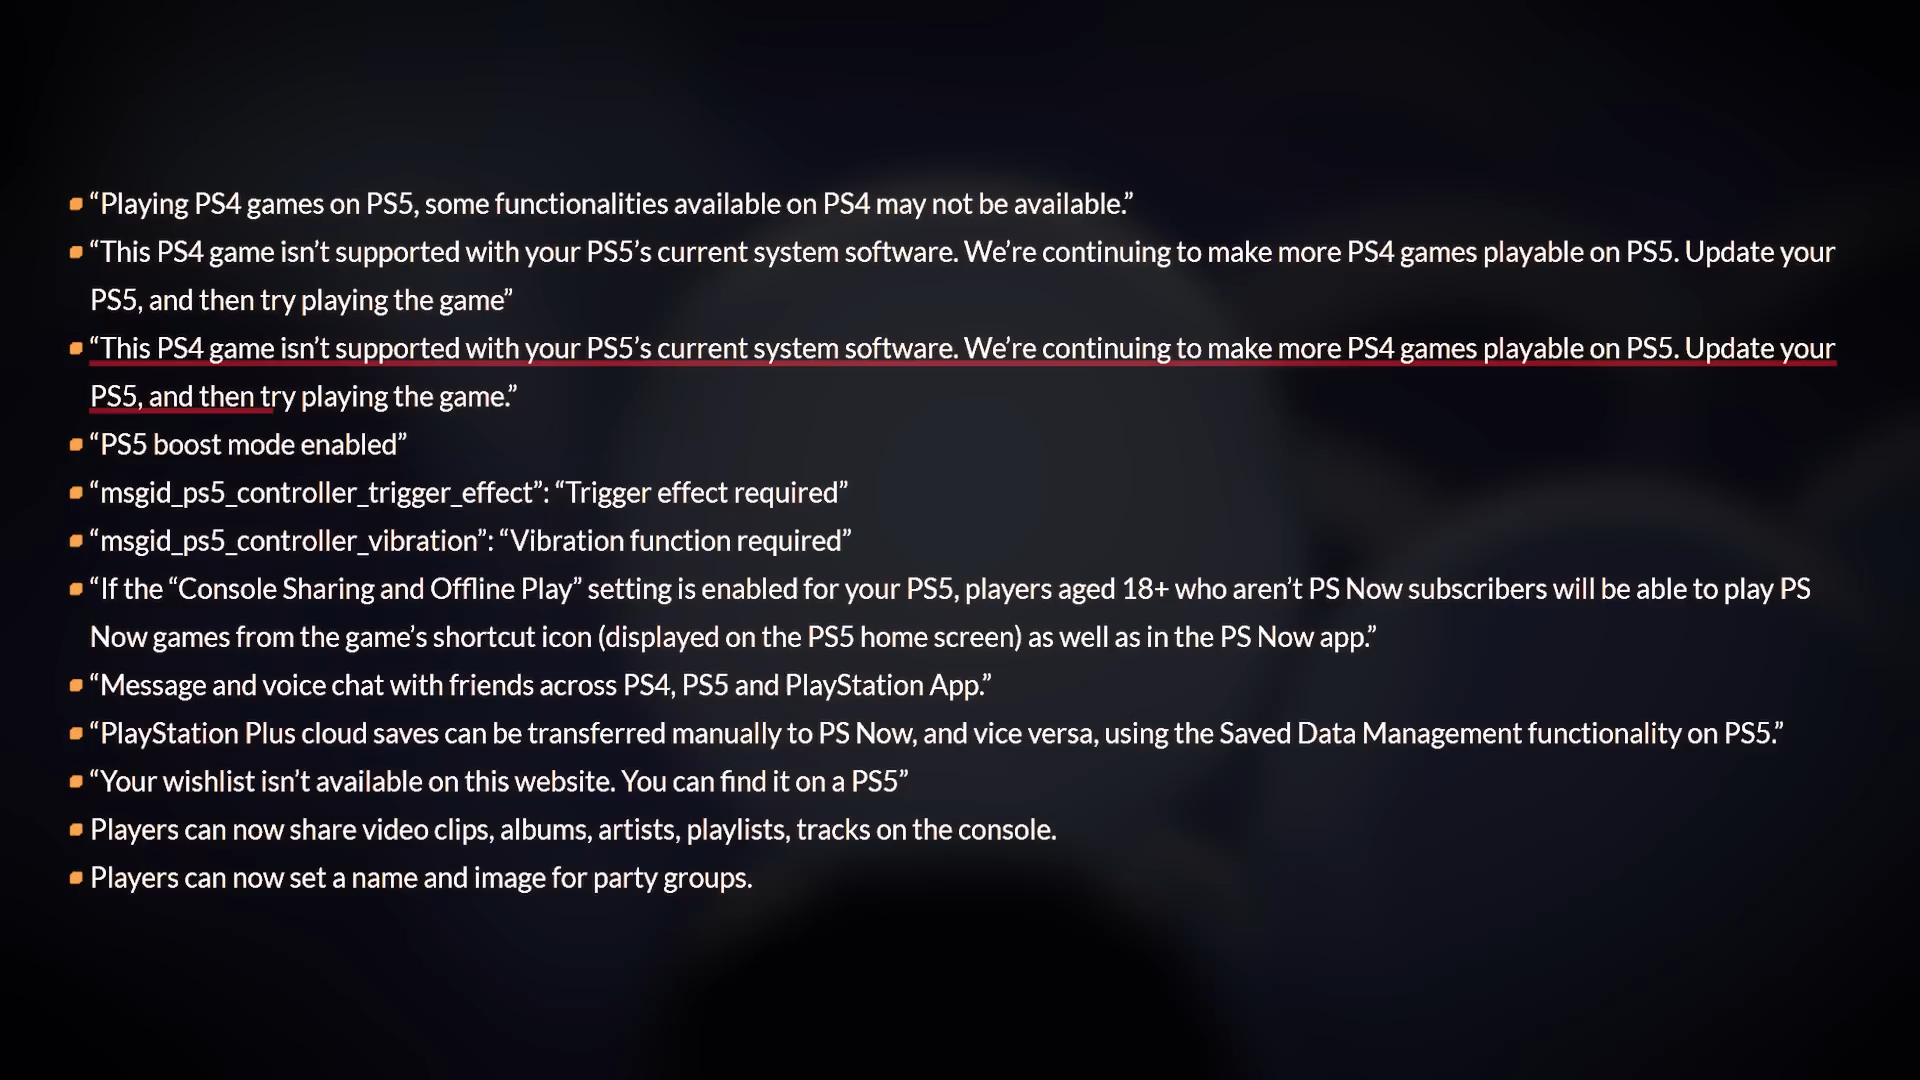 “Playing PS4 games on PS5, some functionalities available on PS4 may not be available.”
“This PS4 game isn’t supported with your PS5’s current system software. We’re continuing to make more PS4 games playable on PS5. Update your
PS5, and then try playing the game”
“This PS4 game isn’t supported with your PS5’s current system software. We’re continuing to make more PS4 games playable on PS5. Update your
PS5, and then try playing the game.”
“PS5 boost mode enabled”
“msgid_ps5_controller_trigger_effect”: “Trigger effect required”
“msgid_ps5_controller_vibration”: “Vibration function required”
“If the “Console Sharing and Offline Play” setting is enabled for your PS5, players aged 18+ who aren’t PS Now subscribers will be able to play PS
Now games from the game’s shortcut icon (displayed on the PS5 home screen) as well as in the PS Now app.”
“Message and voice chat with friends across PS4, PS5 and PlayStation App.”
“PlayStation Plus cloud saves can be transferred manually to PS Now, and vice versa, using the Saved Data Management functionality on PS5.”
“Your wishlist isn’t available on this website. You can find it on a PS5”
Players can now share video clips, albums, artists, playlists, tracks on the console.
Players can now set a name and image for party groups.